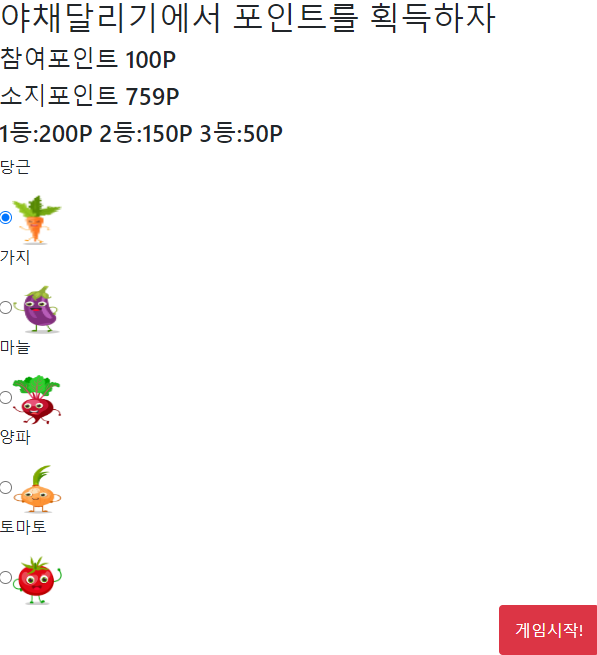 야채달리기에서 포인트를 획득하자
참여포인트 100P
소지포인트 759P
1등:200P 2등:150P 3등:50P
당근
가지
마늘
양파
토마토
게임시작!